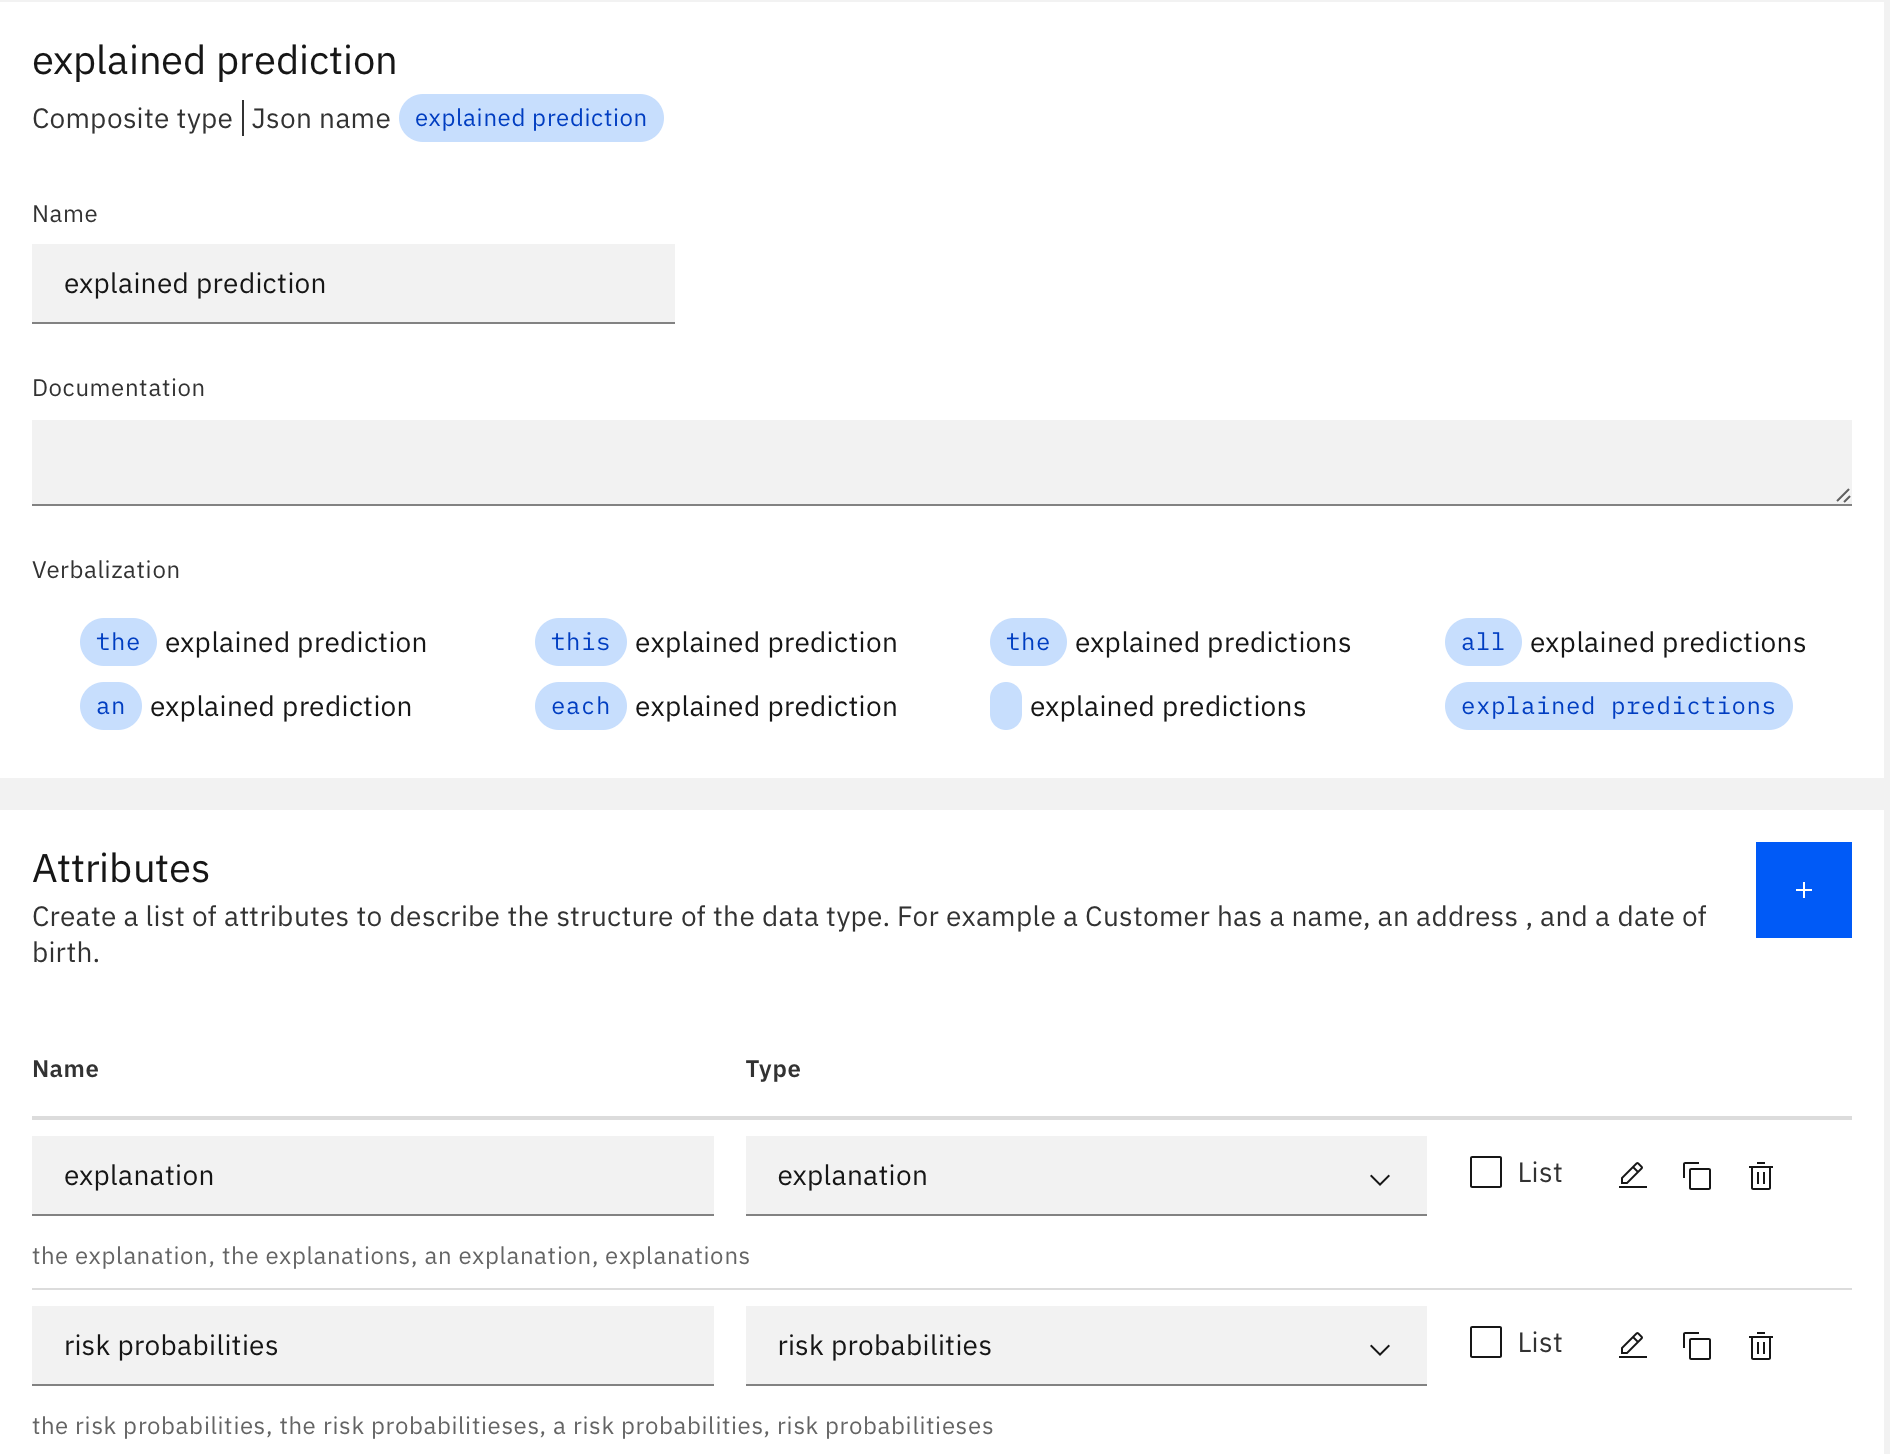 explained prediction
Composite type | Json name explained prediction
Name
explained prediction
Documentation
Verbalization
the explained prediction this explained prediction the explained predictions all explained predictions
an explained prediction each explained prediction explained predictions explained predictions
Attributes
+
Create a list of attributes to describe the structure of the data type. For example a Customer has a name, an address , and a date of
birth.
Name Type
explanation explanation List
the explanation, the explanations, an explanation, explanations
risk probabilities risk probabilities List
the risk probabilities, the risk probabilitieses, a risk probabilities, risk probabilitieses